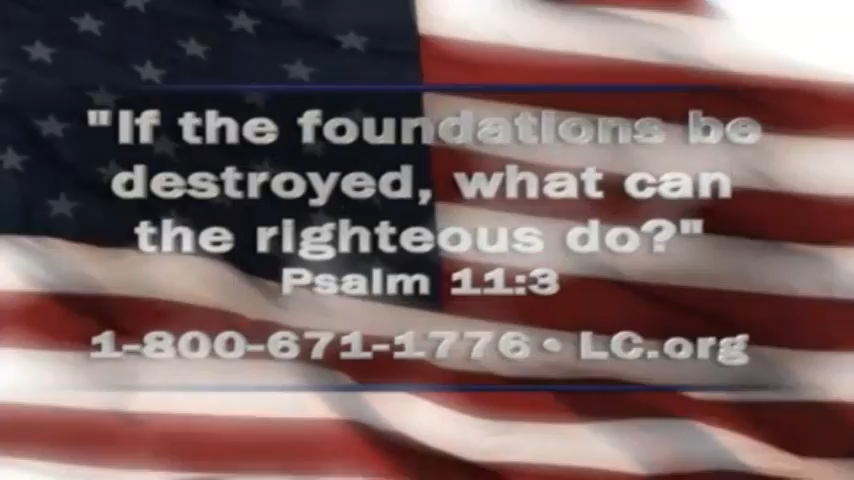 "If the foundations be
destroyed, what can
the righteous do?"
Psalm 11:3
1-800-671-1776 • LC.org